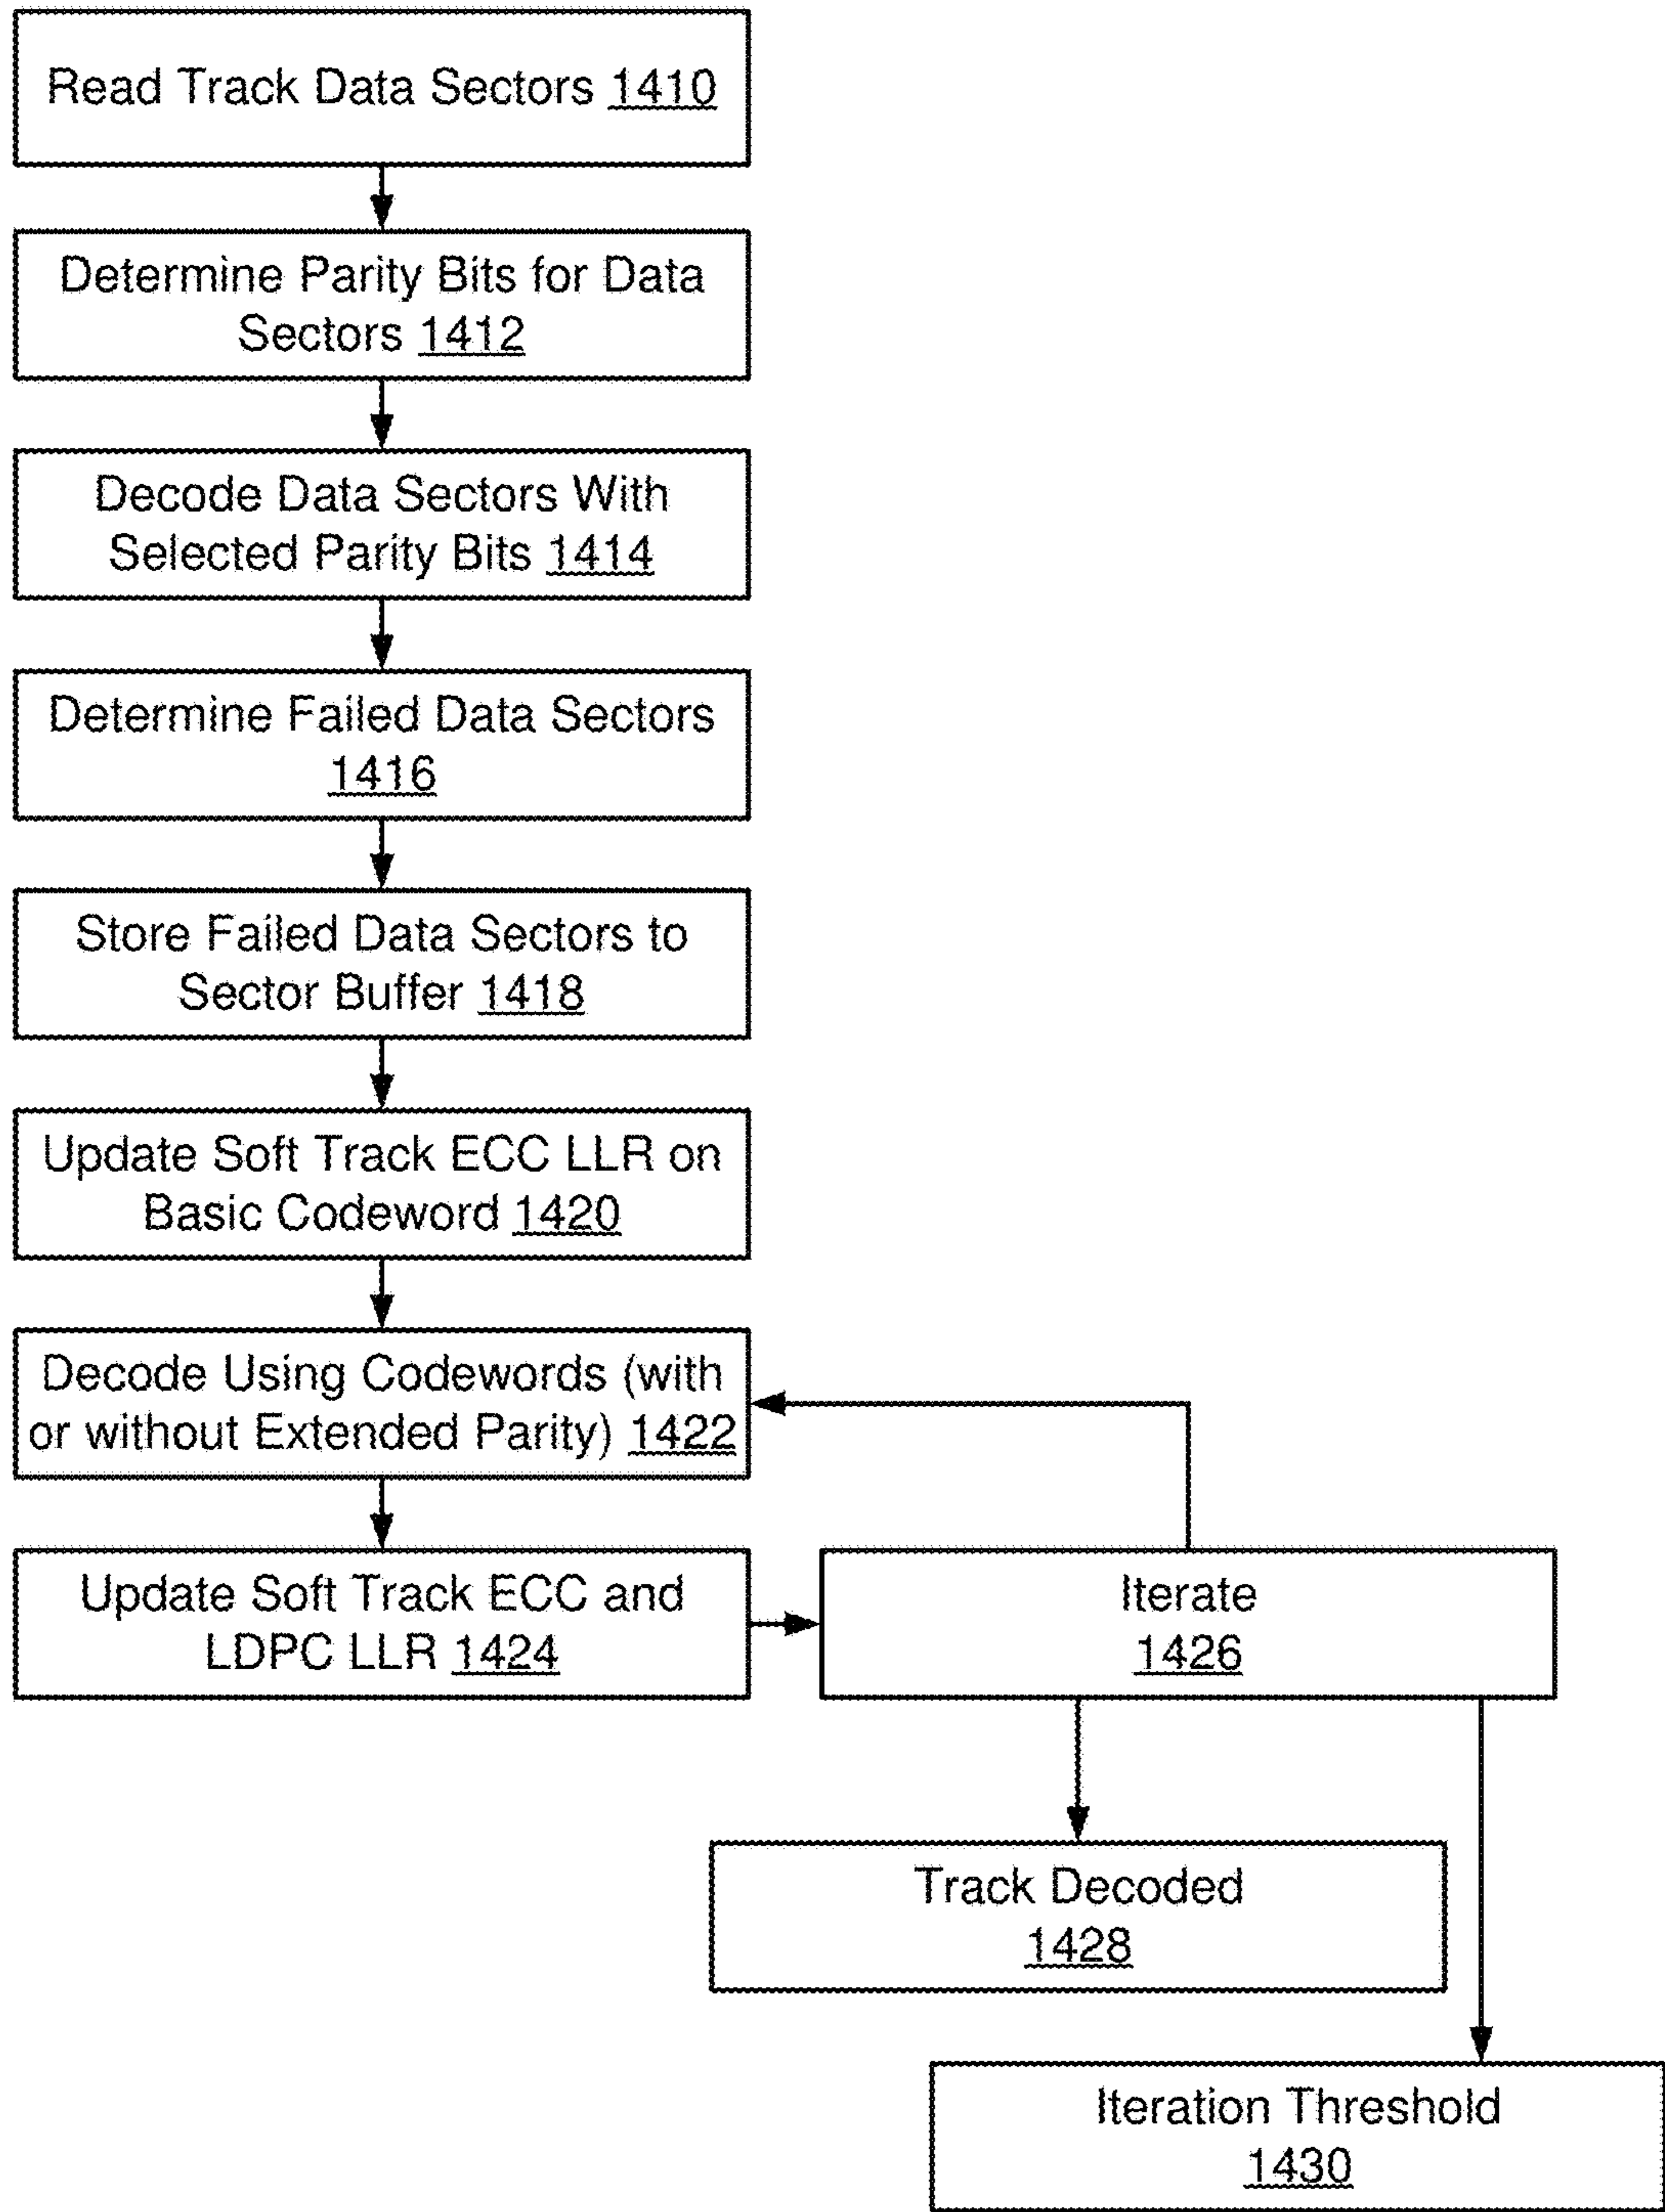 Read Track Data Sectors 1410
Determine Parity Bits for Data
Sectors 1412
Decode Data Sectors With
Selected Parity Bits 1414
Determine Failed Data Sectors
1416
Store Failed Data Sectors to
Sector Buffer 1418
Update Soft Track ECC LLR on
Basic Codeword 1420
Decode Using Codewords (with
or without Extended Parity) 1422
Update Soft Track ECC and
LDPC LLR 1424
Iterate
1426
Track Decoded
1428
Iteration Threshold
1430